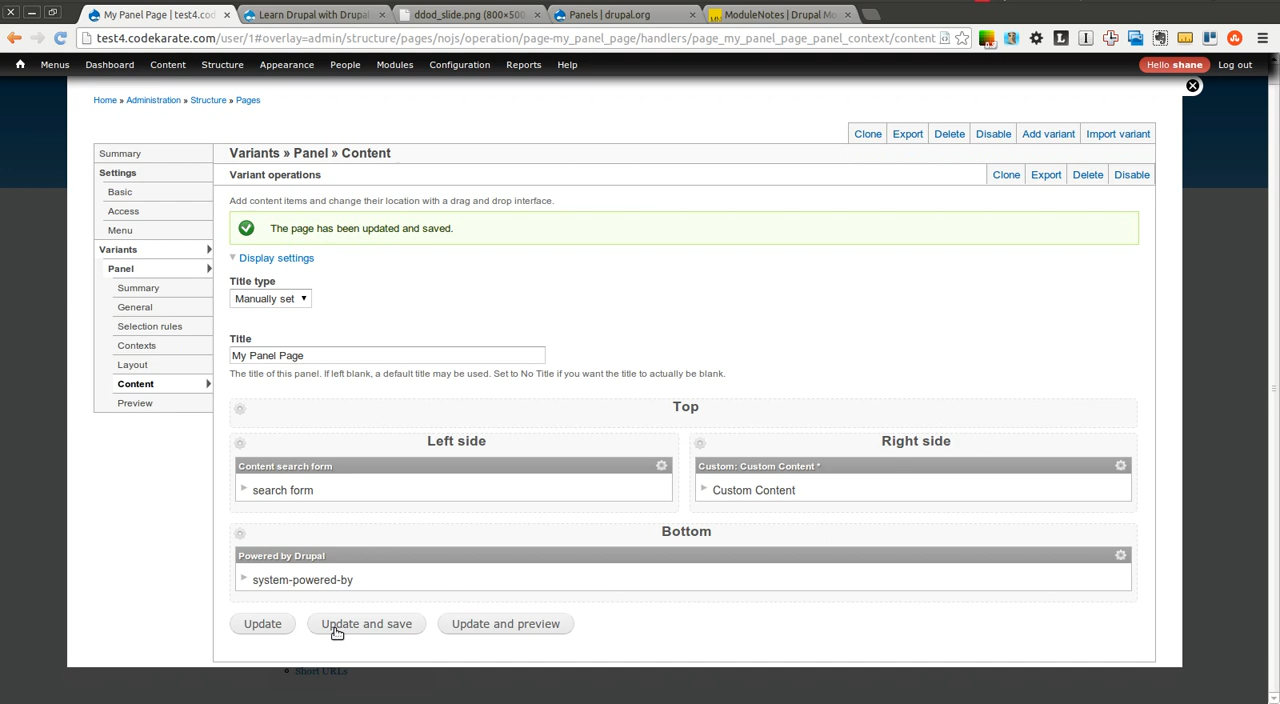 My Panel Page | test4.cod
Learn Drupal with Drupal
ddod_slide.png (800×500
Panels | drupal.org
ModuleNotes | Drupal Mo
test4.codekarate.com/user/1#overlay=admin/structure/pages/nojs/operation/page-my_panel_page/handlers/page_my_panel_page_panel_context/content
Menus Dashboard Content Structure Appearance People Modules Configuration Reports Help Hello shane Log out
Home » Administration » Structure » Pages
Clone Export Delete Disable Add variant Import variant
Summary
Settings
Basic
Access
Menu
Variants
Panel
Summary
General
Selection rules
Contexts
Layout
Content
Preview
Variants » Panel » Content
Variant operations
Clone Export Delete Disable
Add content items and change their location with a drag and drop interface.
The page has been updated and saved.
Display settings
Title type
Manually set
Title
My Panel Page
The title of this panel. If left blank, a default title may be used. Set to No Title if you want the title to actually be blank.
Top
Left side
Content search form
search form
Right side
Custom: Custom Content *
Custom Content
Bottom
Powered by Drupal
system-powered-by
Update Update and save Update and preview
Short URLs